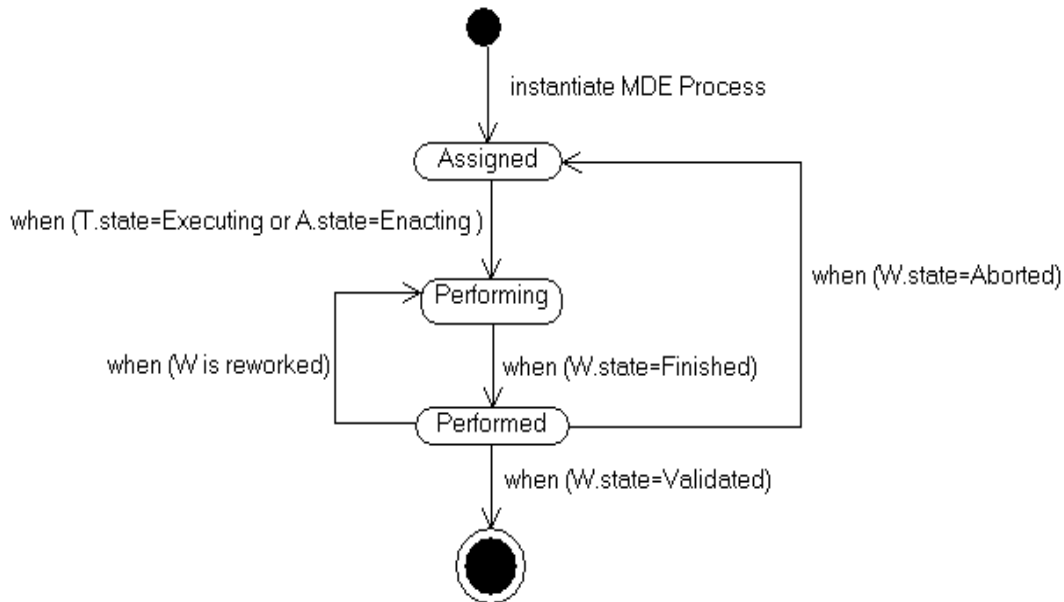 instantiate MDE Process
Assigned
when (T.state=Executing or A.state=Enacting )
when (W.state=Aborted)
Performing
when (W is reworked)
when (W.state=Finished)
Performed
when (W.state=Validated)